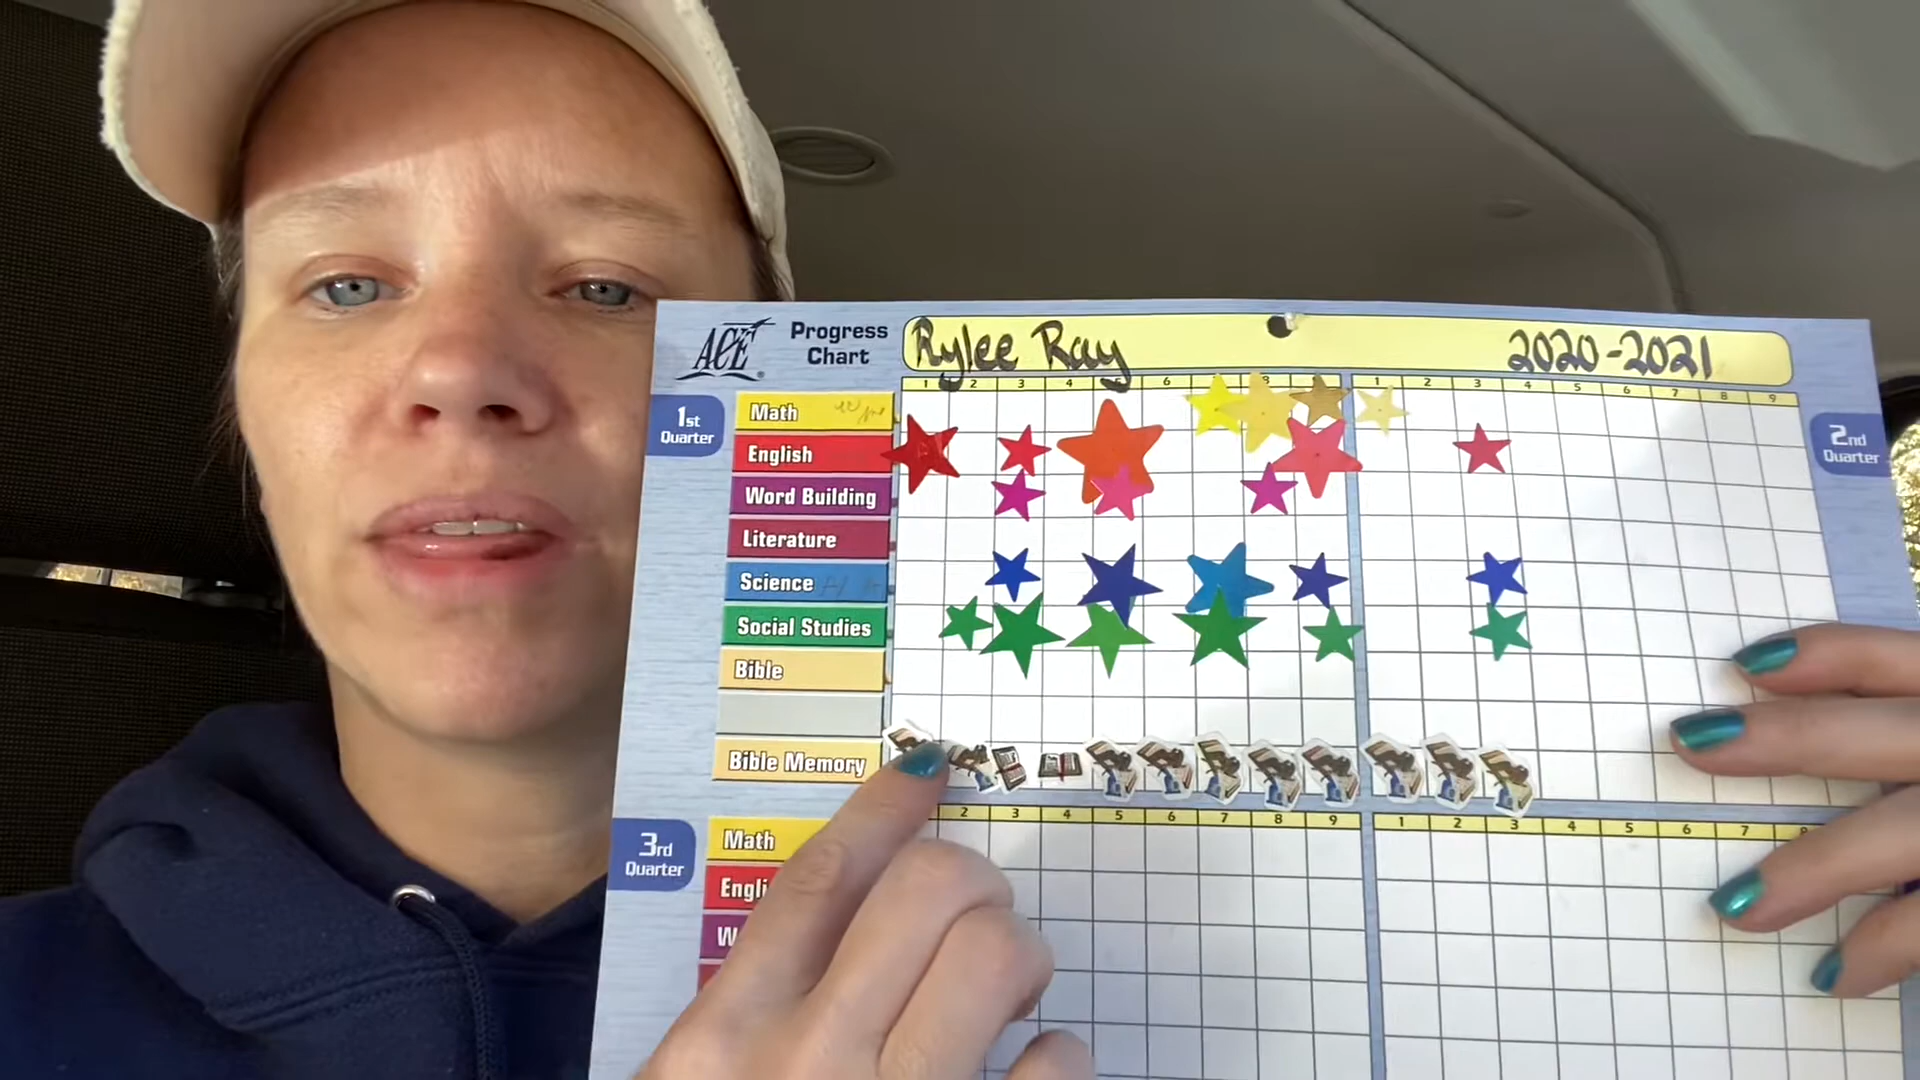 ACE® Progress Chart Rylee Ray 2020-2021
1 2 3 4 6 8 1 2 3 4 5 6 7 8 9
1st Quarter
2nd Quarter
Math
English
Word Building
Literature
Science
Social Studies
Bible
Bible Memory
2 3 4 5 6 7 8 9 1 2 3 4 5 6 7 8
3rd Quarter
Math
Engli
W